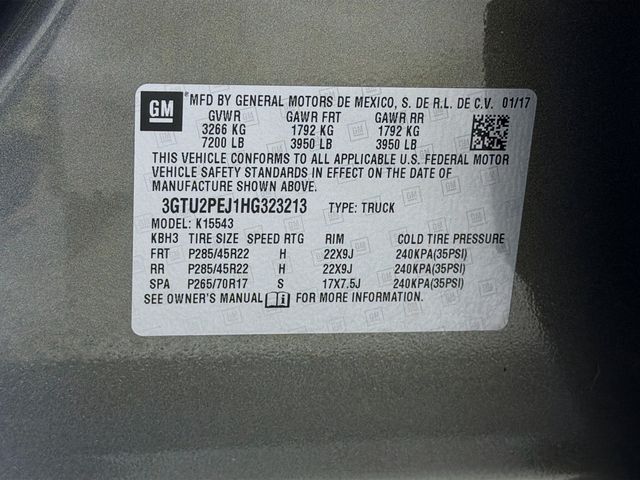 GM ®MFD BY GENERAL MOTORS DE MEXICO, S. DE R.L. DE C.V. 01/17
GVWR GAWR FRT GAWR RR
3266 KG 1792 KG 1792 KG
7200 LB 3950 LB 3950 LB
THIS VEHICLE CONFORMS TO ALL APPLICABLE U.S. FEDERAL MOTOR
VEHICLE SAFETY STANDARDS IN EFFECT ON THE DATE OF
MANUFACTURE SHOWN ABOVE.
3GTU2PEJ1HG323213 TYPE: TRUCK
MODEL: K15543
KBH3 TIRE SIZE SPEED RTG RIM COLD TIRE PRESSURE
FRT P285/45R22 H 22X9J 240KPA(35PSI)
RR P285/45R22 H 22X9J 240KPA(35PSI)
SPA P265/70R17 S 17X7.5J 240KPA(35PSI)
SEE OWNER'S MANUAL FOR MORE INFORMATION.